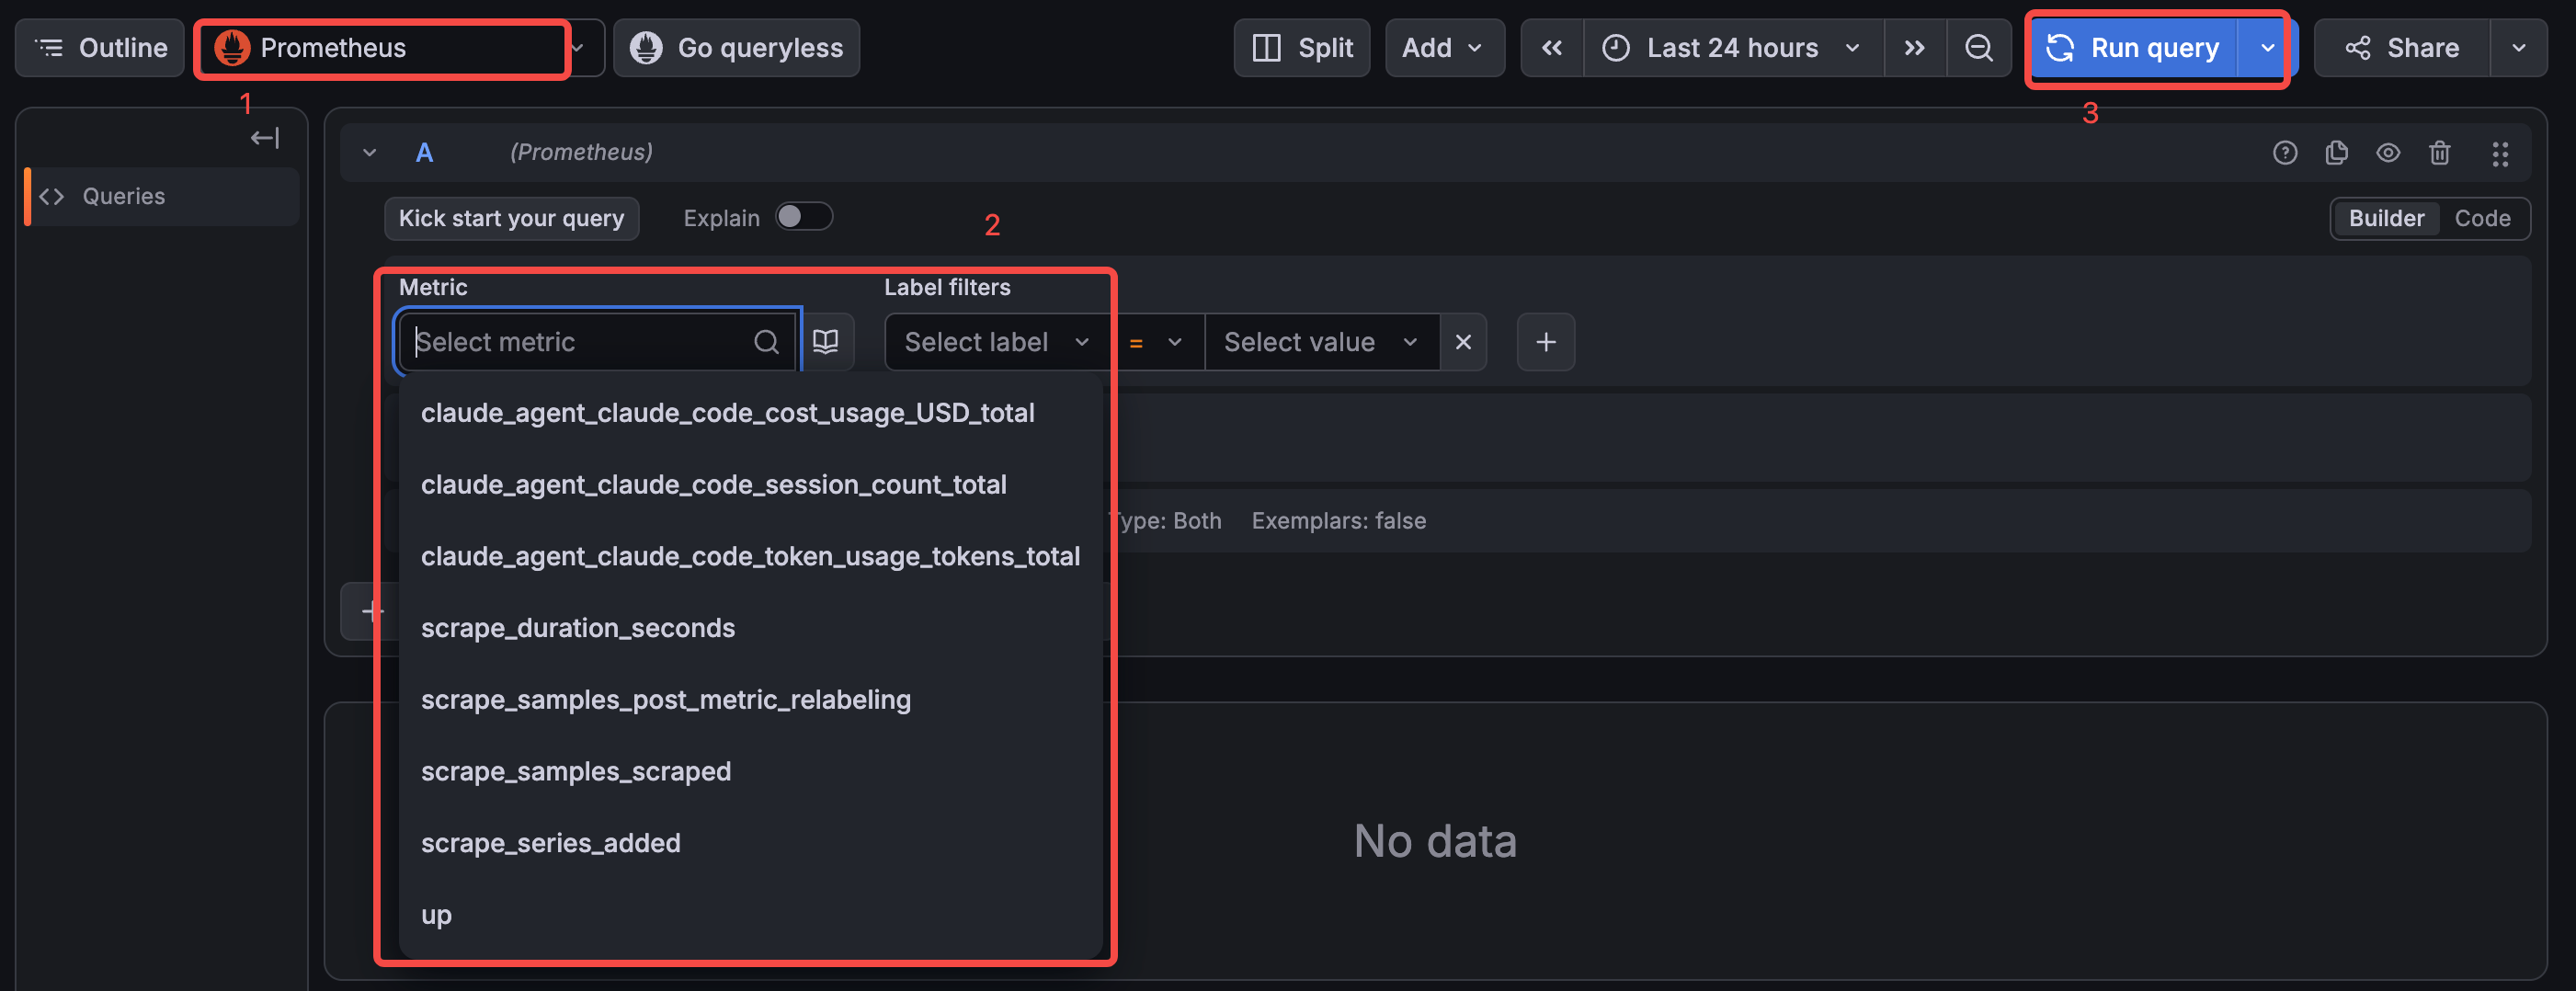 Outline
Prometheus
Go queryless
Split
Add
Last 24 hours
Run query
Share
1
3
A
(Prometheus)
Queries
Kick start your query
Explain
2
Builder
Code
Metric
Label filters
Select metric
Select label
=
Select value
claude_agent_claude_code_cost_usage_USD_total
claude_agent_claude_code_session_count_total
Type: Both
Exemplars: false
claude_agent_claude_code_token_usage_tokens_total
scrape_duration_seconds
scrape_samples_post_metric_relabeling
scrape_samples_scraped
scrape_series_added
up
No data